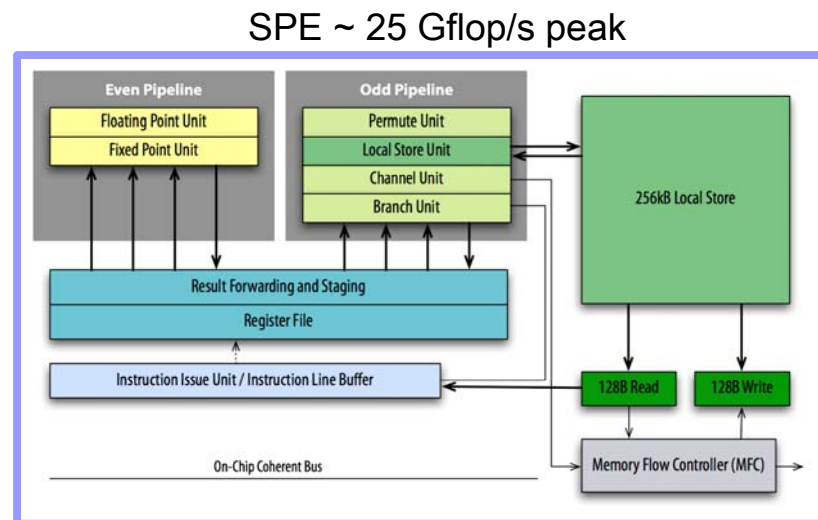 SPE ~ 25 Gflop/s peak
Even Pipeline
Floating Point Unit
Fixed Point Unit
Odd Pipeline
Permute Unit
Local Store Unit
Channel Unit
Branch Unit
256kB Local Store
Result Forwarding and Staging
Register File
Instruction Issue Unit / Instruction Line Buffer
128B Read
128B Write
On-Chip Coherent Bus
Memory Flow Controller (MFC)